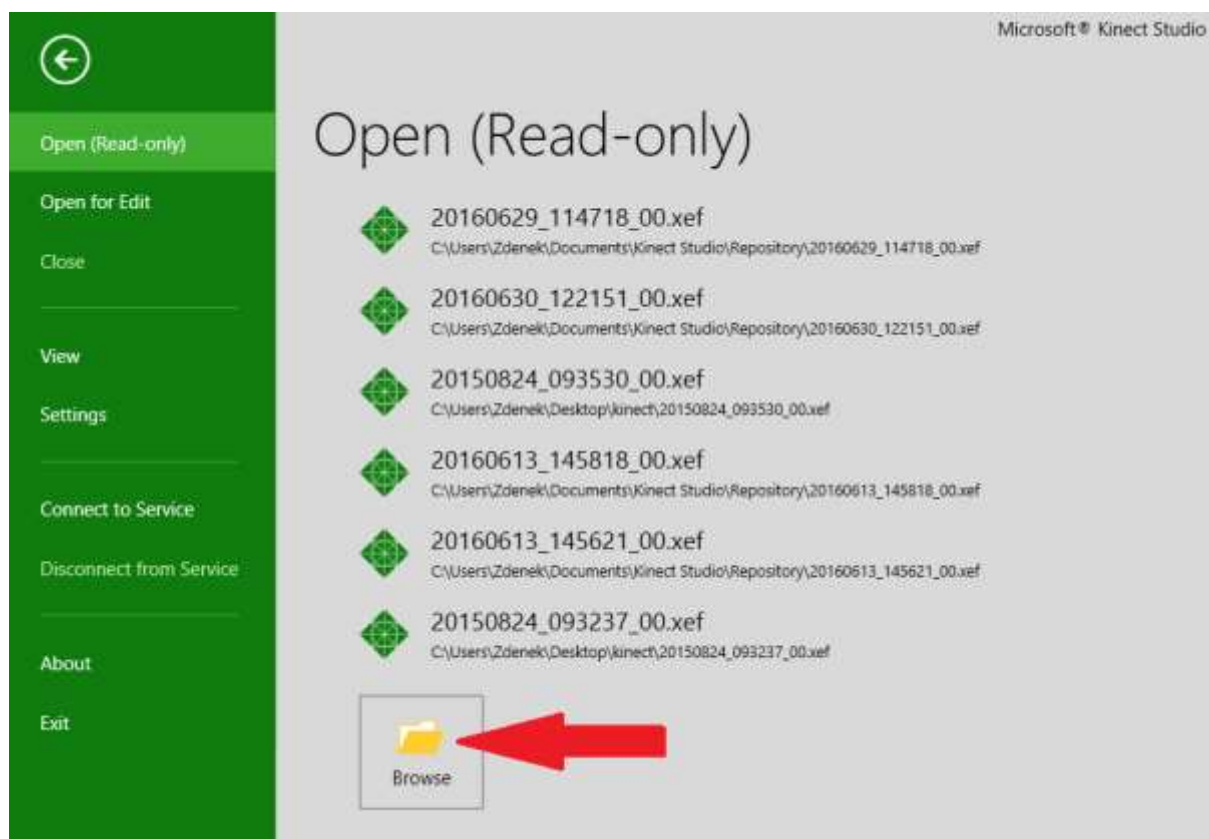 Microsoft® Kinect Studio
Open (Read-only)
Open for Edit
Close
View
Settings
Connect to Service
Disconnect from Service
About
Exit
Open (Read-only)
20160629_114718_00.xef
C:\Users\Zdenek\Documents\Kinect Studio\Repository\20160629_114718_00.xef
20160630_122151_00.xef
C:\Users\Zdenek\Documents\Kinect Studio\Repository\20160630_122151_00.xef
20150824_093530_00.xef
C:\Users\Zdenek\Desktop\kinect\20150824_093530_00.xef
20160613_145818_00.xef
C:\Users\Zdenek\Documents\Kinect Studio\Repository\20160613_145818_00.xef
20160613_145621_00.xef
C:\Users\Zdenek\Documents\Kinect Studio\Repository\20160613_145621_00.xef
20150824_093237_00.xef
C:\Users\Zdenek\Desktop\kinect\20150824_093237_00.xef
Browse